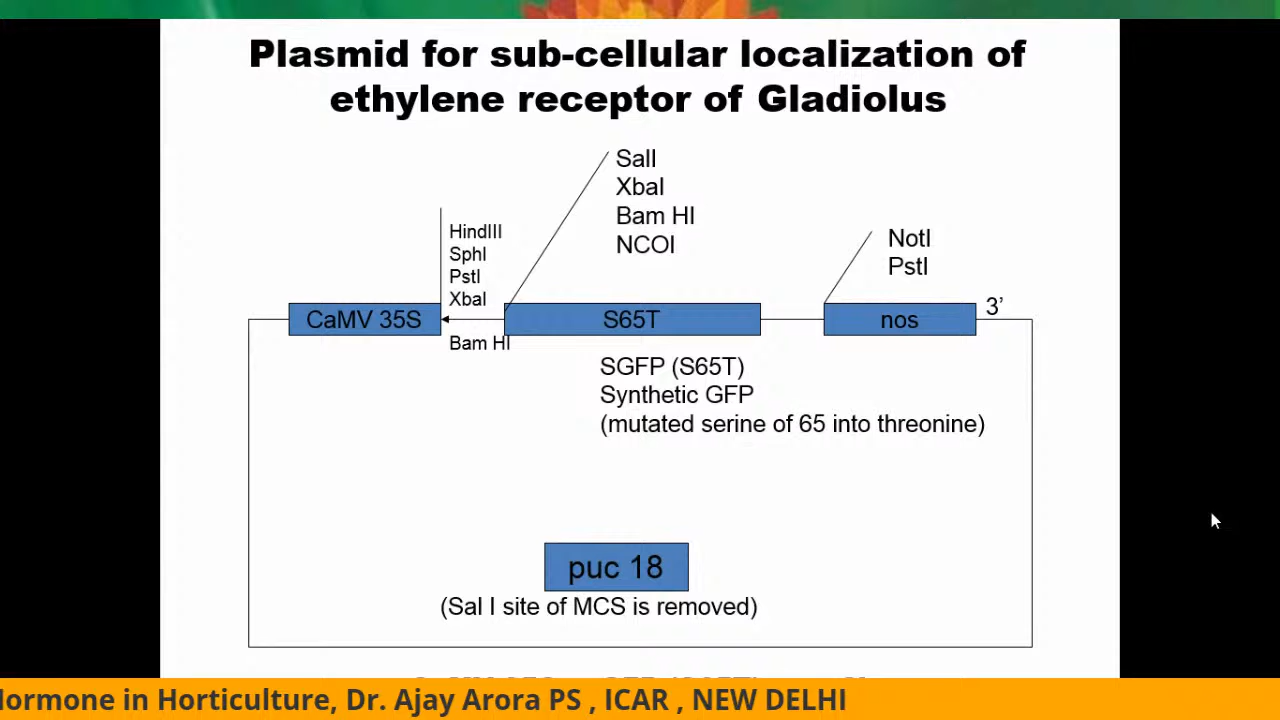 Plasmid for sub-cellular localization of
ethylene receptor of Gladiolus
SalI
XbaI
Bam HI
NCOI
HindIII
SphI
PstI
XbaI
Bam HI
NotI
PstI
CaMV 35S
S65T
nos
3’
SGFP (S65T)
Synthetic GFP
(mutated serine of 65 into threonine)
puc 18
(Sal I site of MCS is removed)
Hormone in Horticulture, Dr. Ajay Arora PS , ICAR , NEW DELHI